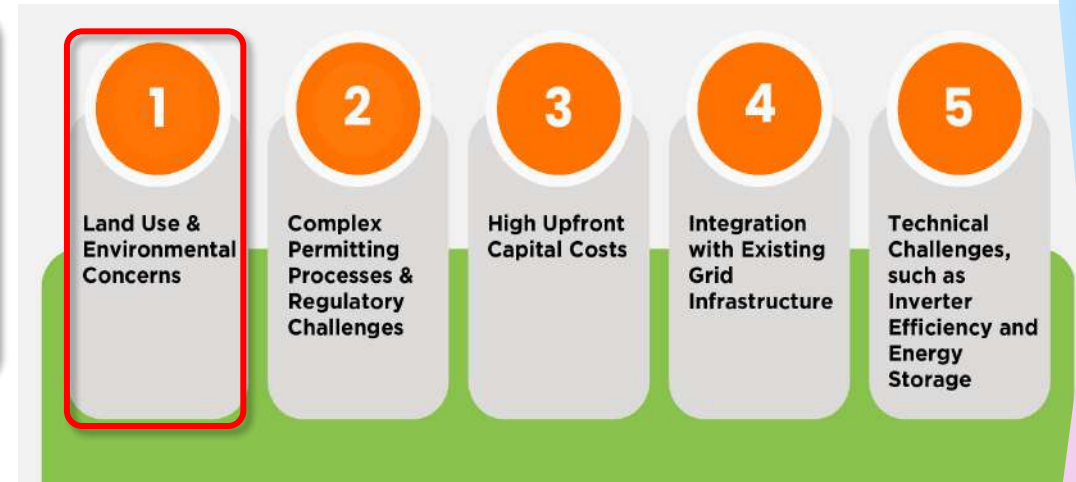 1
Land Use &
Environmental
Concerns
2
Complex
Permitting
Processes &
Regulatory
Challenges
3
High Upfront
Capital Costs
4
Integration
with Existing
Grid
Infrastructure
5
Technical
Challenges,
such as
Inverter
Efficiency and
Energy
Storage